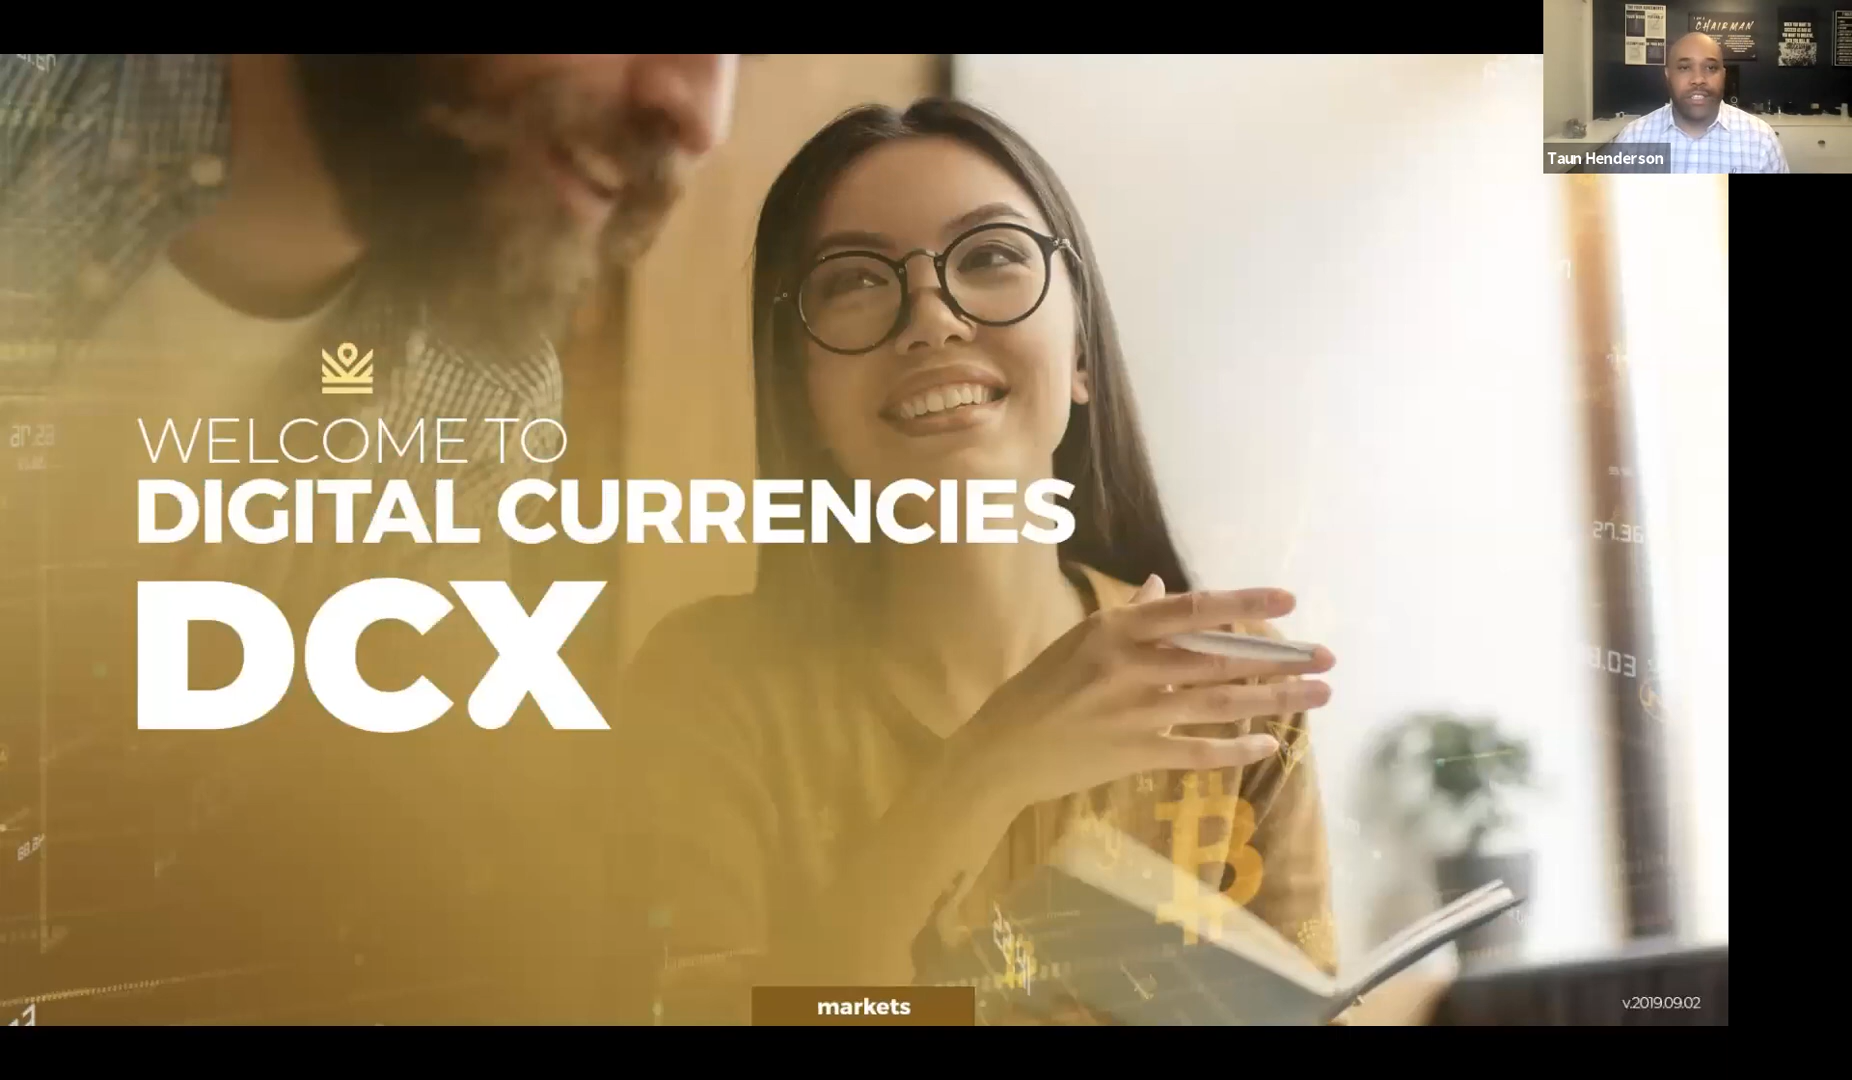 CHAIRMAN
Taun Henderson
WELCOME TO
DIGITAL CURRENCIES
DCX
markets
v.2019.09.02